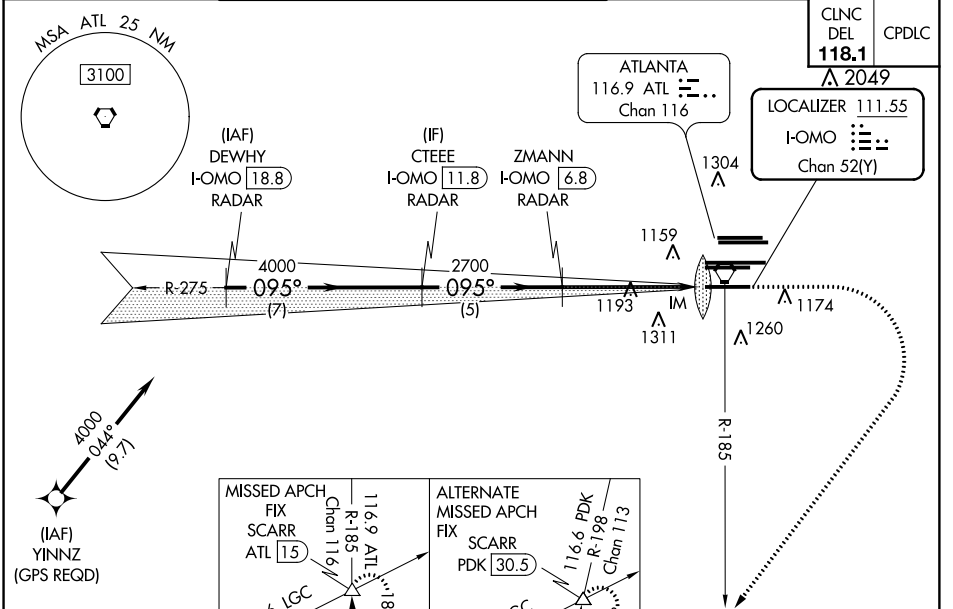 MSA ATL 25 NM
3100
CLNC
DEL
118.1
CPDLC
2049
ATLANTA
116.9 ATL
Chan 116
LOCALIZER 111.55
I-OMO
Chan 52(Y)
(IAF)
DEWHY
I-OMO 18.8
RADAR
(IF)
CTEEE
I-OMO 11.8
RADAR
ZMANN
I-OMO 6.8
RADAR
1304
1159
4000
2700
R-275
095°
095°
(7)
(5)
1193
IM
1174
1311
1260
R-185
4000
044°
(9.7)
(IAF)
YINNZ
(GPS REQD)
MISSED APCH
FIX
SCARR
ATL 15
Chan 116
R-185
116.9 ATL
LGC
18
ALTERNATE
MISSED APCH
FIX
SCARR
PDK 30.5
116.6 PDK
R-198
Chan 113